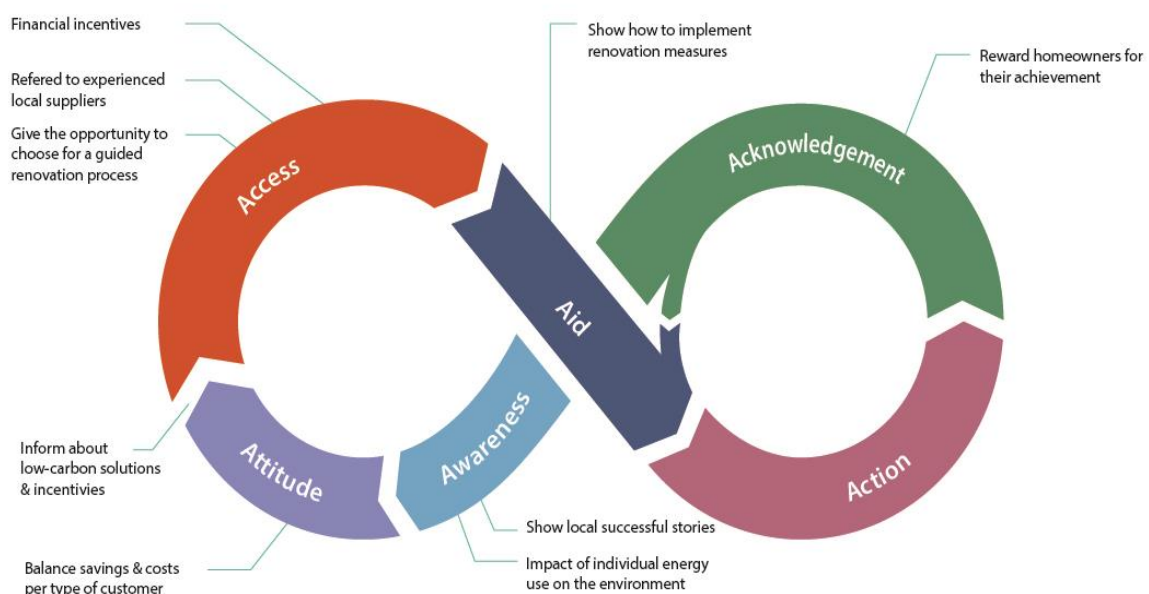 Financial incentives
Refered to experienced
local suppliers
Give the opportunity to
choose for a guided
renovation process
Access
Show how to implement
renovation measures
Aid
Reward homeowners for
their achievement
Acknowledgement
Inform about
low-carbon solutions
& incentivies
Attitude
Balance savings & costs
per type of customer
Awareness
Show local successful stories
Impact of individual energy
use on the environment
Action